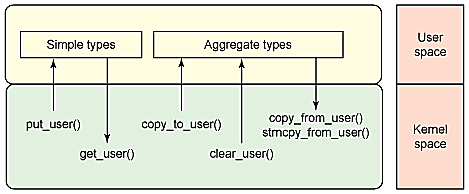 Simple types
Aggregate types
User
space
put_user()
get_user()
copy_to_user()
clear_user()
copy_from_user()
strncpy_from_user()
Kernel
space